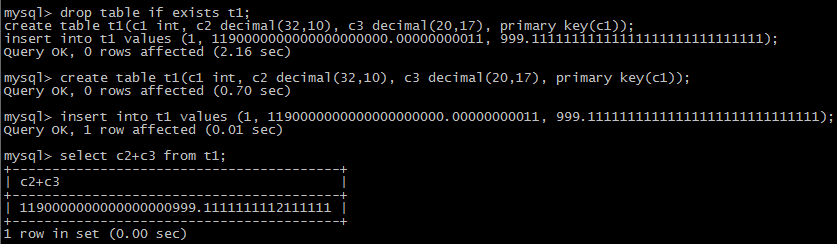 mysql> drop table if exists t1;
create table t1(c1 int, c2 decimal(32,10), c3 decimal(20,17), primary key(c1));
insert into t1 values (1, 1190000000000000000000.00000000011, 999.11111111111111111111111111111);
Query OK, 0 rows affected (2.16 sec)
mysql> create table t1(c1 int, c2 decimal(32,10), c3 decimal(20,17), primary key(c1));
Query OK, 0 rows affected (0.70 sec)
mysql> insert into t1 values (1, 1190000000000000000000.00000000011, 999.11111111111111111111111111111);
Query OK, 1 row affected (0.01 sec)
mysql> select c2+c3 from t1;
+-----------------------------------------+
| c2+c3                                   |
+-----------------------------------------+
| 1190000000000000000999.1111111112111111 |
+-----------------------------------------+
1 row in set (0.00 sec)